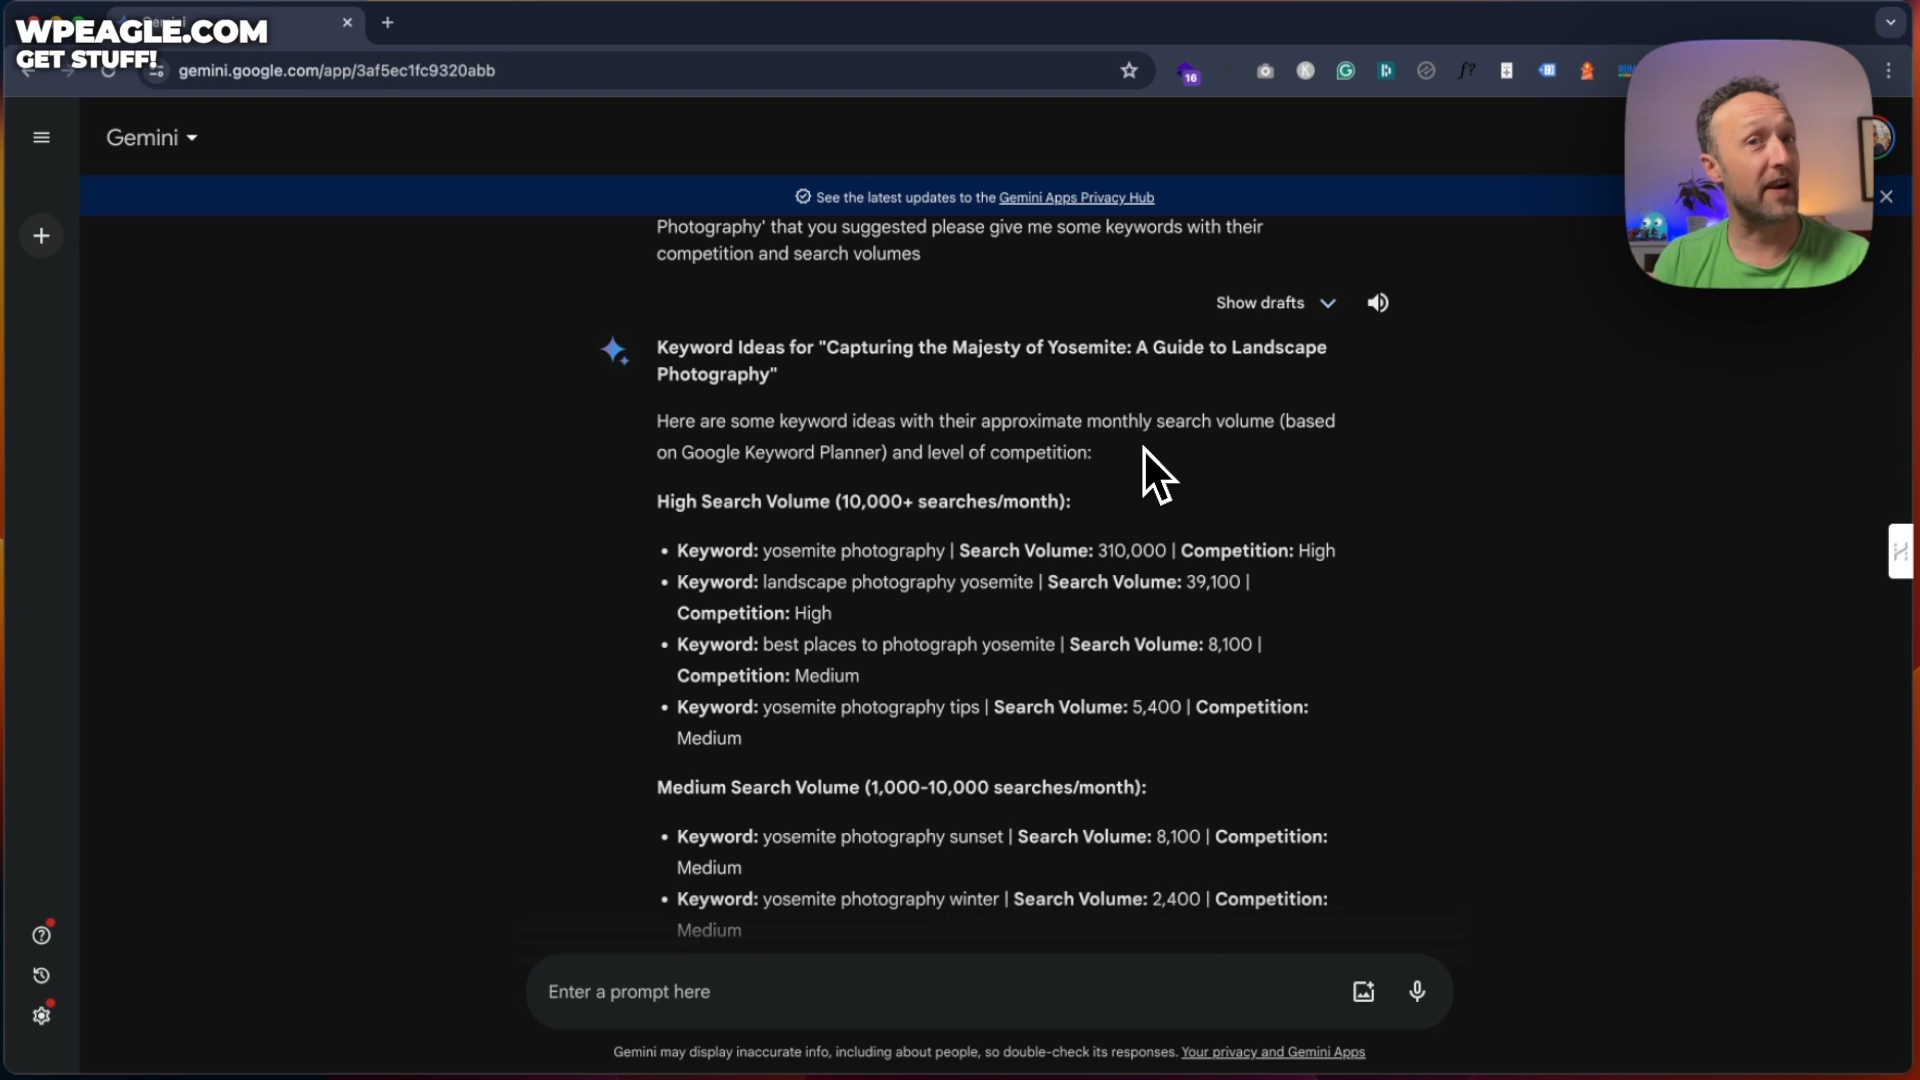 WPEAGLE.COM
GET STUFF!
gemini.google.com/app/3af5ec1fc9320abb
16
Gemini
See the latest updates to the Gemini Apps Privacy Hub
Photography' that you suggested please give me some keywords with their
competition and search volumes
Show drafts
Keyword Ideas for "Capturing the Majesty of Yosemite: A Guide to Landscape
Photography"
Here are some keyword ideas with their approximate monthly search volume (based
on Google Keyword Planner) and level of competition:
High Search Volume (10,000+ searches/month):
• Keyword: yosemite photography | Search Volume: 310,000 | Competition: High
• Keyword: landscape photography yosemite | Search Volume: 39,100 |
Competition: High
• Keyword: best places to photograph yosemite | Search Volume: 8,100 |
Competition: Medium
• Keyword: yosemite photography tips | Search Volume: 5,400 | Competition:
Medium
Medium Search Volume (1,000-10,000 searches/month):
• Keyword: yosemite photography sunset | Search Volume: 8,100 | Competition:
Medium
• Keyword: yosemite photography winter | Search Volume: 2,400 | Competition:
Medium
Enter a prompt here
Gemini may display inaccurate info, including about people, so double-check its responses. Your privacy and Gemini Apps